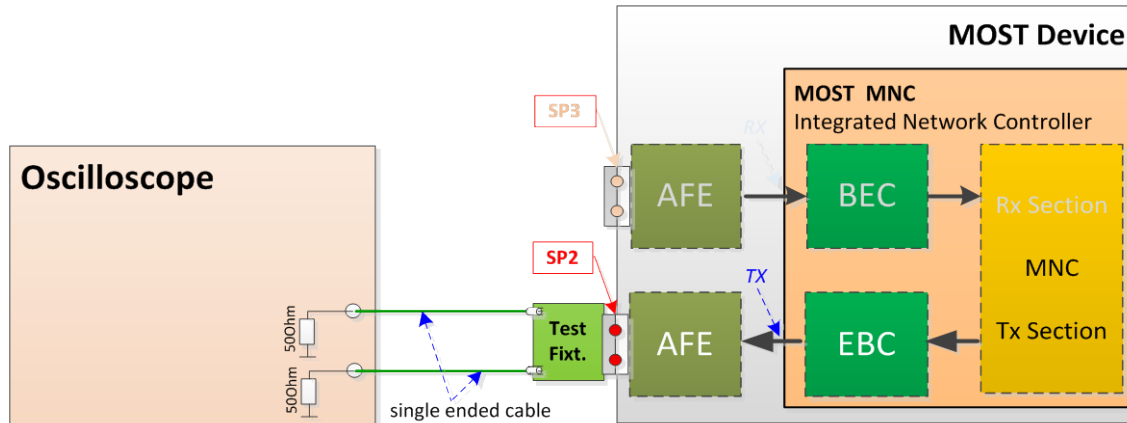 MOST Device
MOST MNC
Integrated Network Controller
SP3
RX
Oscilloscope
AFE
BEC
Rx Section
MNC
SP2
TX
Test
Fixt.
AFE
EBC
Tx Section
50Ohm
50Ohm
single ended cable